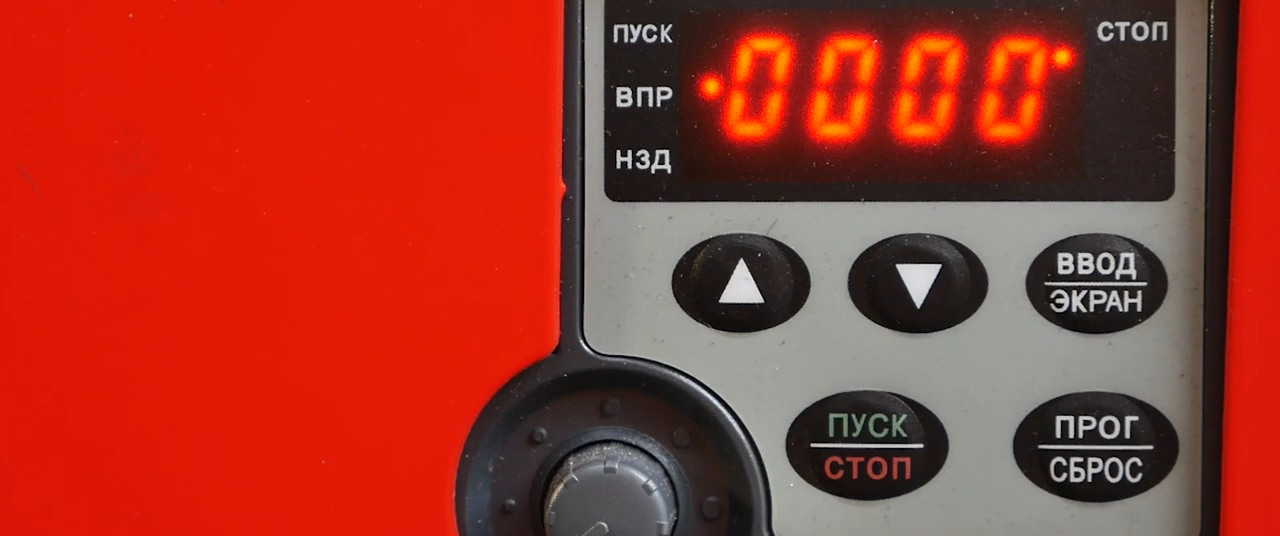 ПУСК
0000
СТОП
ВПР
НЗД
ВВОД
ЭКРАН
ПУСК
СТОП
ПРОГ
СБРОС